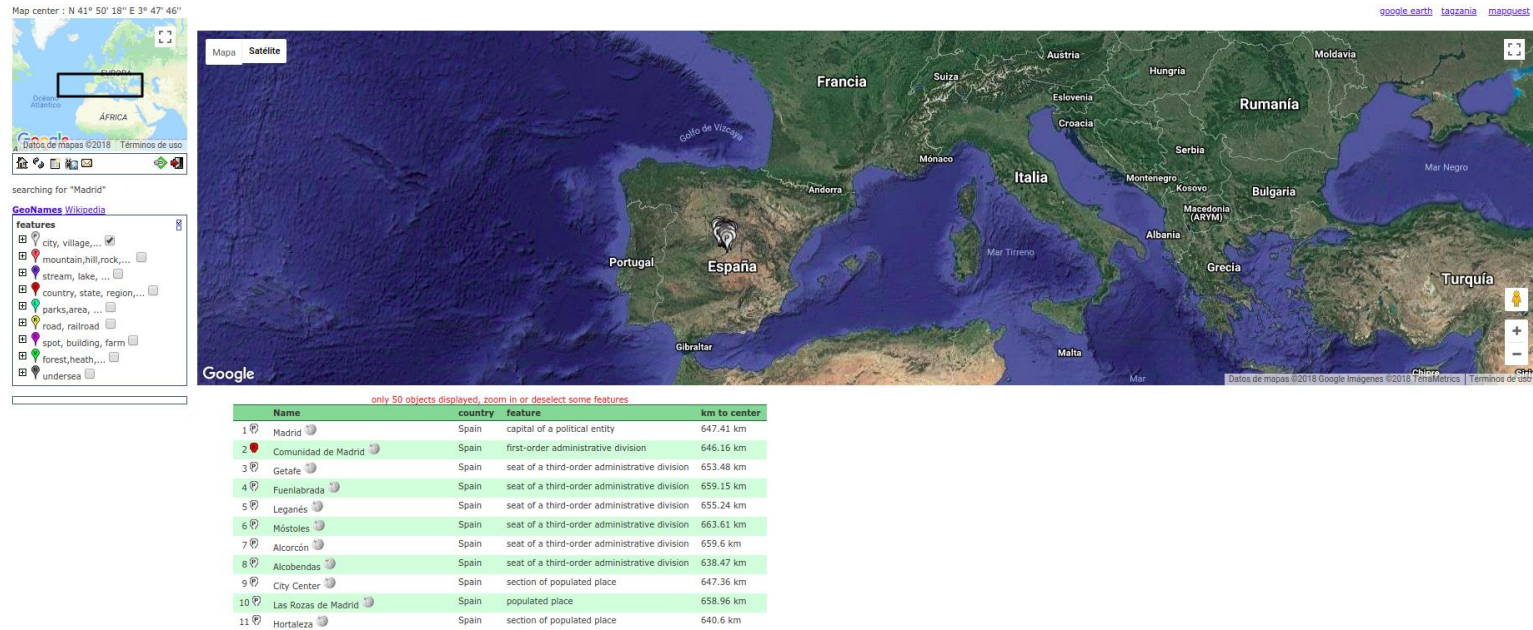 Map center : N 41° 50' 18'' E 3° 47' 46''
google earth tagzania mapquest
EUROPA
Océano
Atlántico
ÁFRICA
Google
Datos de mapas ©2018 Términos de uso
searching for "Madrid"
GeoNames Wikipedia
features
city, village,...
mountain,hill,rock,...
stream, lake, ...
country, state, region,...
parks,area, ...
road, railroad
spot, building, farm
forest,heath,...
undersea
Mapa Satélite
Austria
Moldavia
Francia
Suiza
Hungría
Eslovenia
Rumanía
Croacia
Golfo de Vizcaya
Serbia
Mónaco
Mar Negro
Italia
Montenegro
Kosovo
Andorra
Bulgaria
Macedonia
(ARYM)
Albania
Mar Tirreno
Portugal
España
Grecia
Turquía
Gibraltar
Malta
Chipre
Google
Mar
Datos de mapas ©2018 Google Imágenes ©2018 TerraMetrics Términos de uso
only 50 objects displayed, zoom in or deselect some features
Name country feature km to center
1 P Madrid Spain capital of a political entity 647.41 km
2 Comunidad de Madrid Spain first-order administrative division 646.16 km
3 P Getafe Spain seat of a third-order administrative division 653.48 km
4 P Fuenlabrada Spain seat of a third-order administrative division 659.15 km
5 P Leganés Spain seat of a third-order administrative division 655.24 km
6 P Móstoles Spain seat of a third-order administrative division 663.61 km
7 P Alcorcón Spain seat of a third-order administrative division 659.6 km
8 P Alcobendas Spain seat of a third-order administrative division 638.47 km
9 P City Center Spain section of populated place 647.36 km
10 P Las Rozas de Madrid Spain populated place 658.96 km
11 P Hortaleza Spain section of populated place 640.6 km